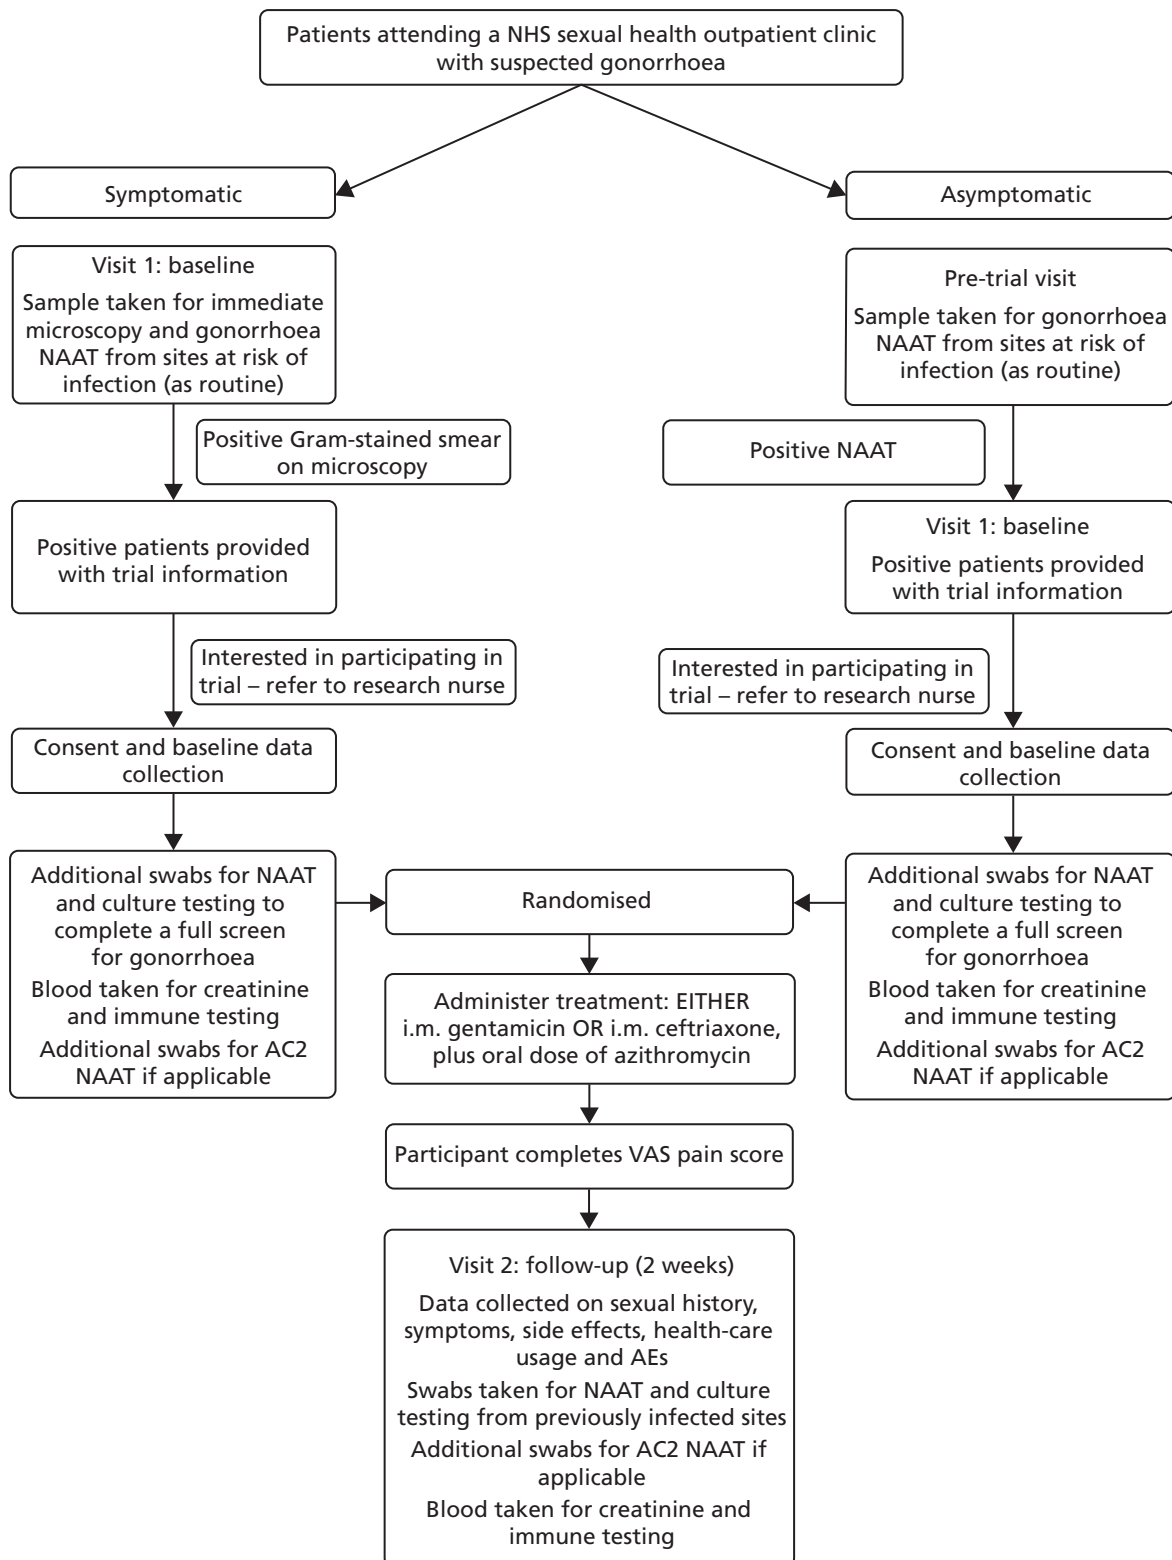 Patients attending a NHS sexual health outpatient clinic
with suspected gonorrhoea
Symptomatic
Asymptomatic
Visit 1: baseline
Sample taken for immediate
microscopy and gonorrhoea
NAAT from sites at risk of
infection (as routine)
Pre-trial visit
Sample taken for gonorrhoea
NAAT from sites at risk of
infection (as routine)
Positive Gram-stained smear
on microscopy
Positive NAAT
Positive patients provided
with trial information
Visit 1: baseline
Positive patients provided
with trial information
Interested in participating in
trial – refer to research nurse
Interested in participating in
trial – refer to research nurse
Consent and baseline data
collection
Consent and baseline data
collection
Additional swabs for NAAT
and culture testing to
complete a full screen
for gonorrhoea
Blood taken for creatinine
and immune testing
Additional swabs for AC2
NAAT if applicable
Randomised
Additional swabs for NAAT
and culture testing to
complete a full screen
for gonorrhoea
Blood taken for creatinine
and immune testing
Additional swabs for AC2
NAAT if applicable
Administer treatment: EITHER
i.m. gentamicin OR i.m. ceftriaxone,
plus oral dose of azithromycin
Participant completes VAS pain score
Visit 2: follow-up (2 weeks)
Data collected on sexual history,
symptoms, side effects, health-care
usage and AEs
Swabs taken for NAAT and culture
testing from previously infected sites
Additional swabs for AC2 NAAT if
applicable
Blood taken for creatinine and
immune testing